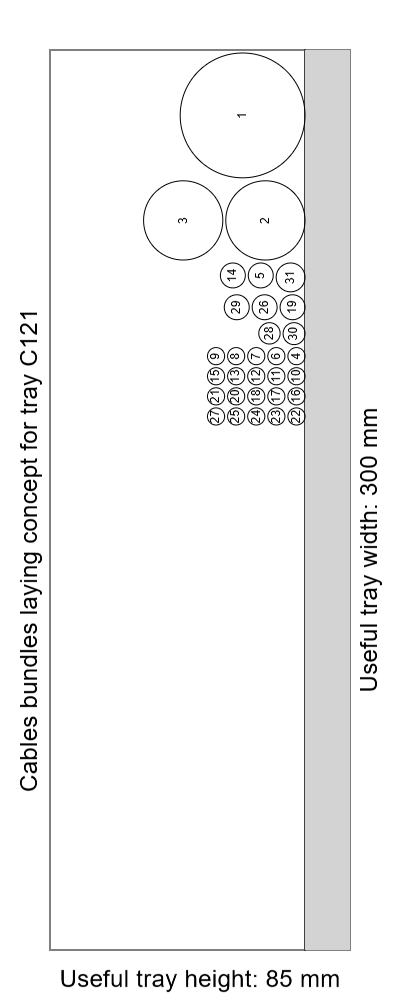 Cables bundles laying concept for tray C121
1
3 2
14 5 31
29 26 19
28 30
9 8 7 6 4
15 13 12 11 10
21 20 18 17 16
27 25 24 23 22
Useful tray width: 300 mm
Useful tray height: 85 mm